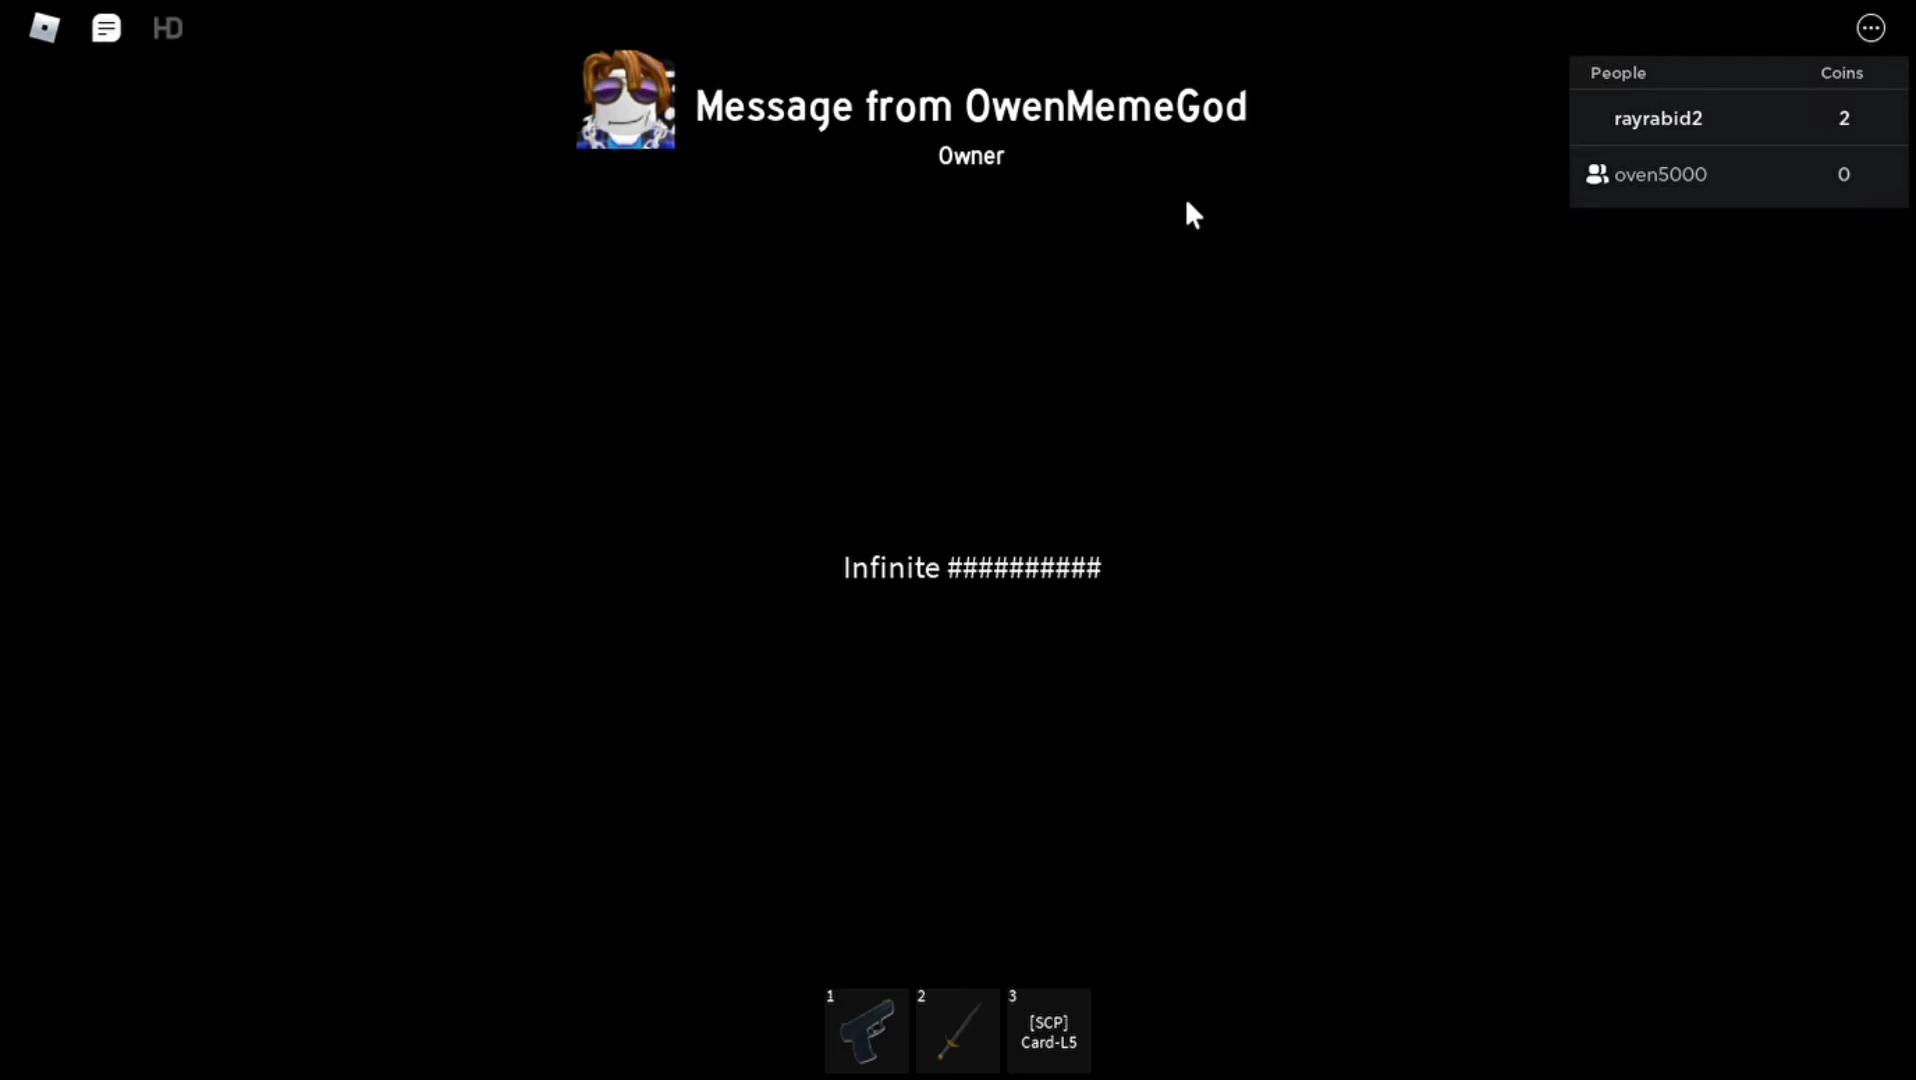 HD
Message from OwenMemeGod
Owner
People Coins
rayrabid2 2
oven5000 0
Infinite ##########
1 2 3
[SCP]
Card-L5